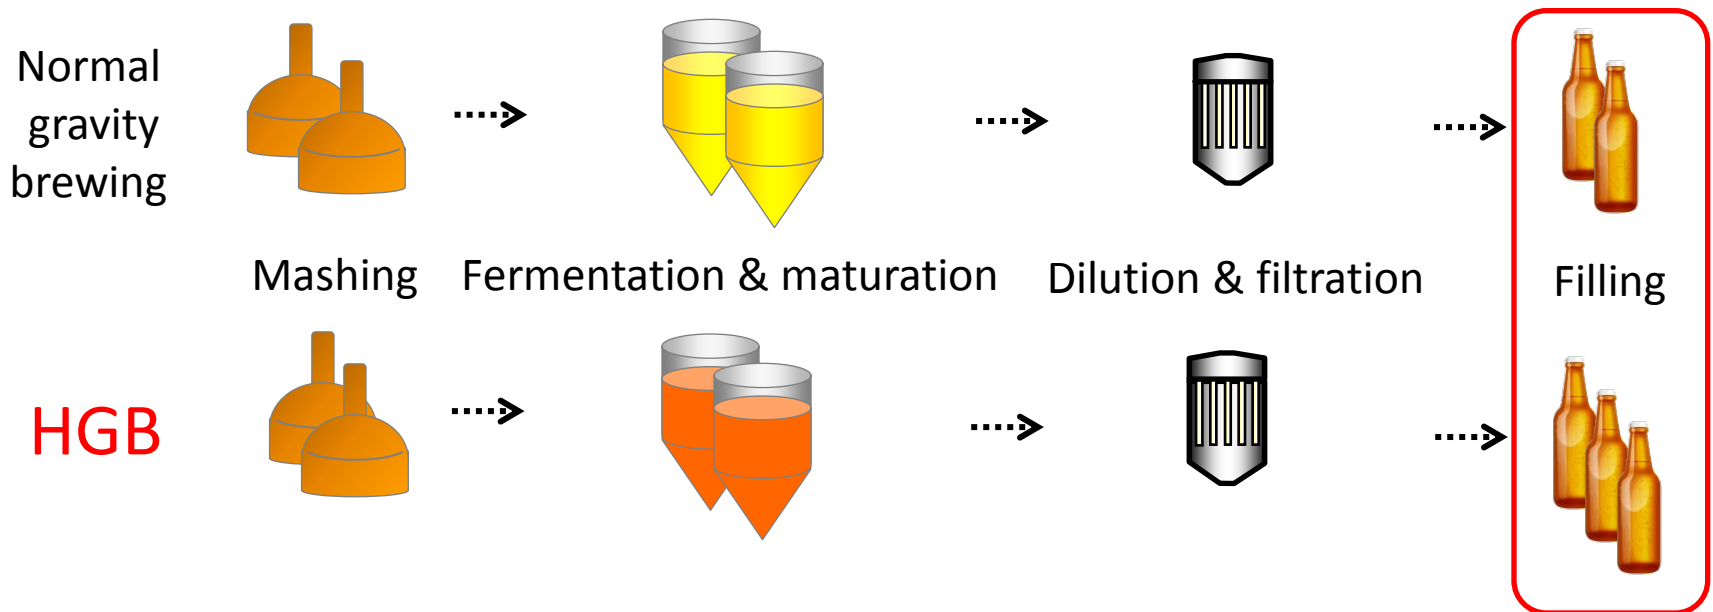 Normal
gravity
brewing
Mashing
Fermentation & maturation
Dilution & filtration
Filling
HGB